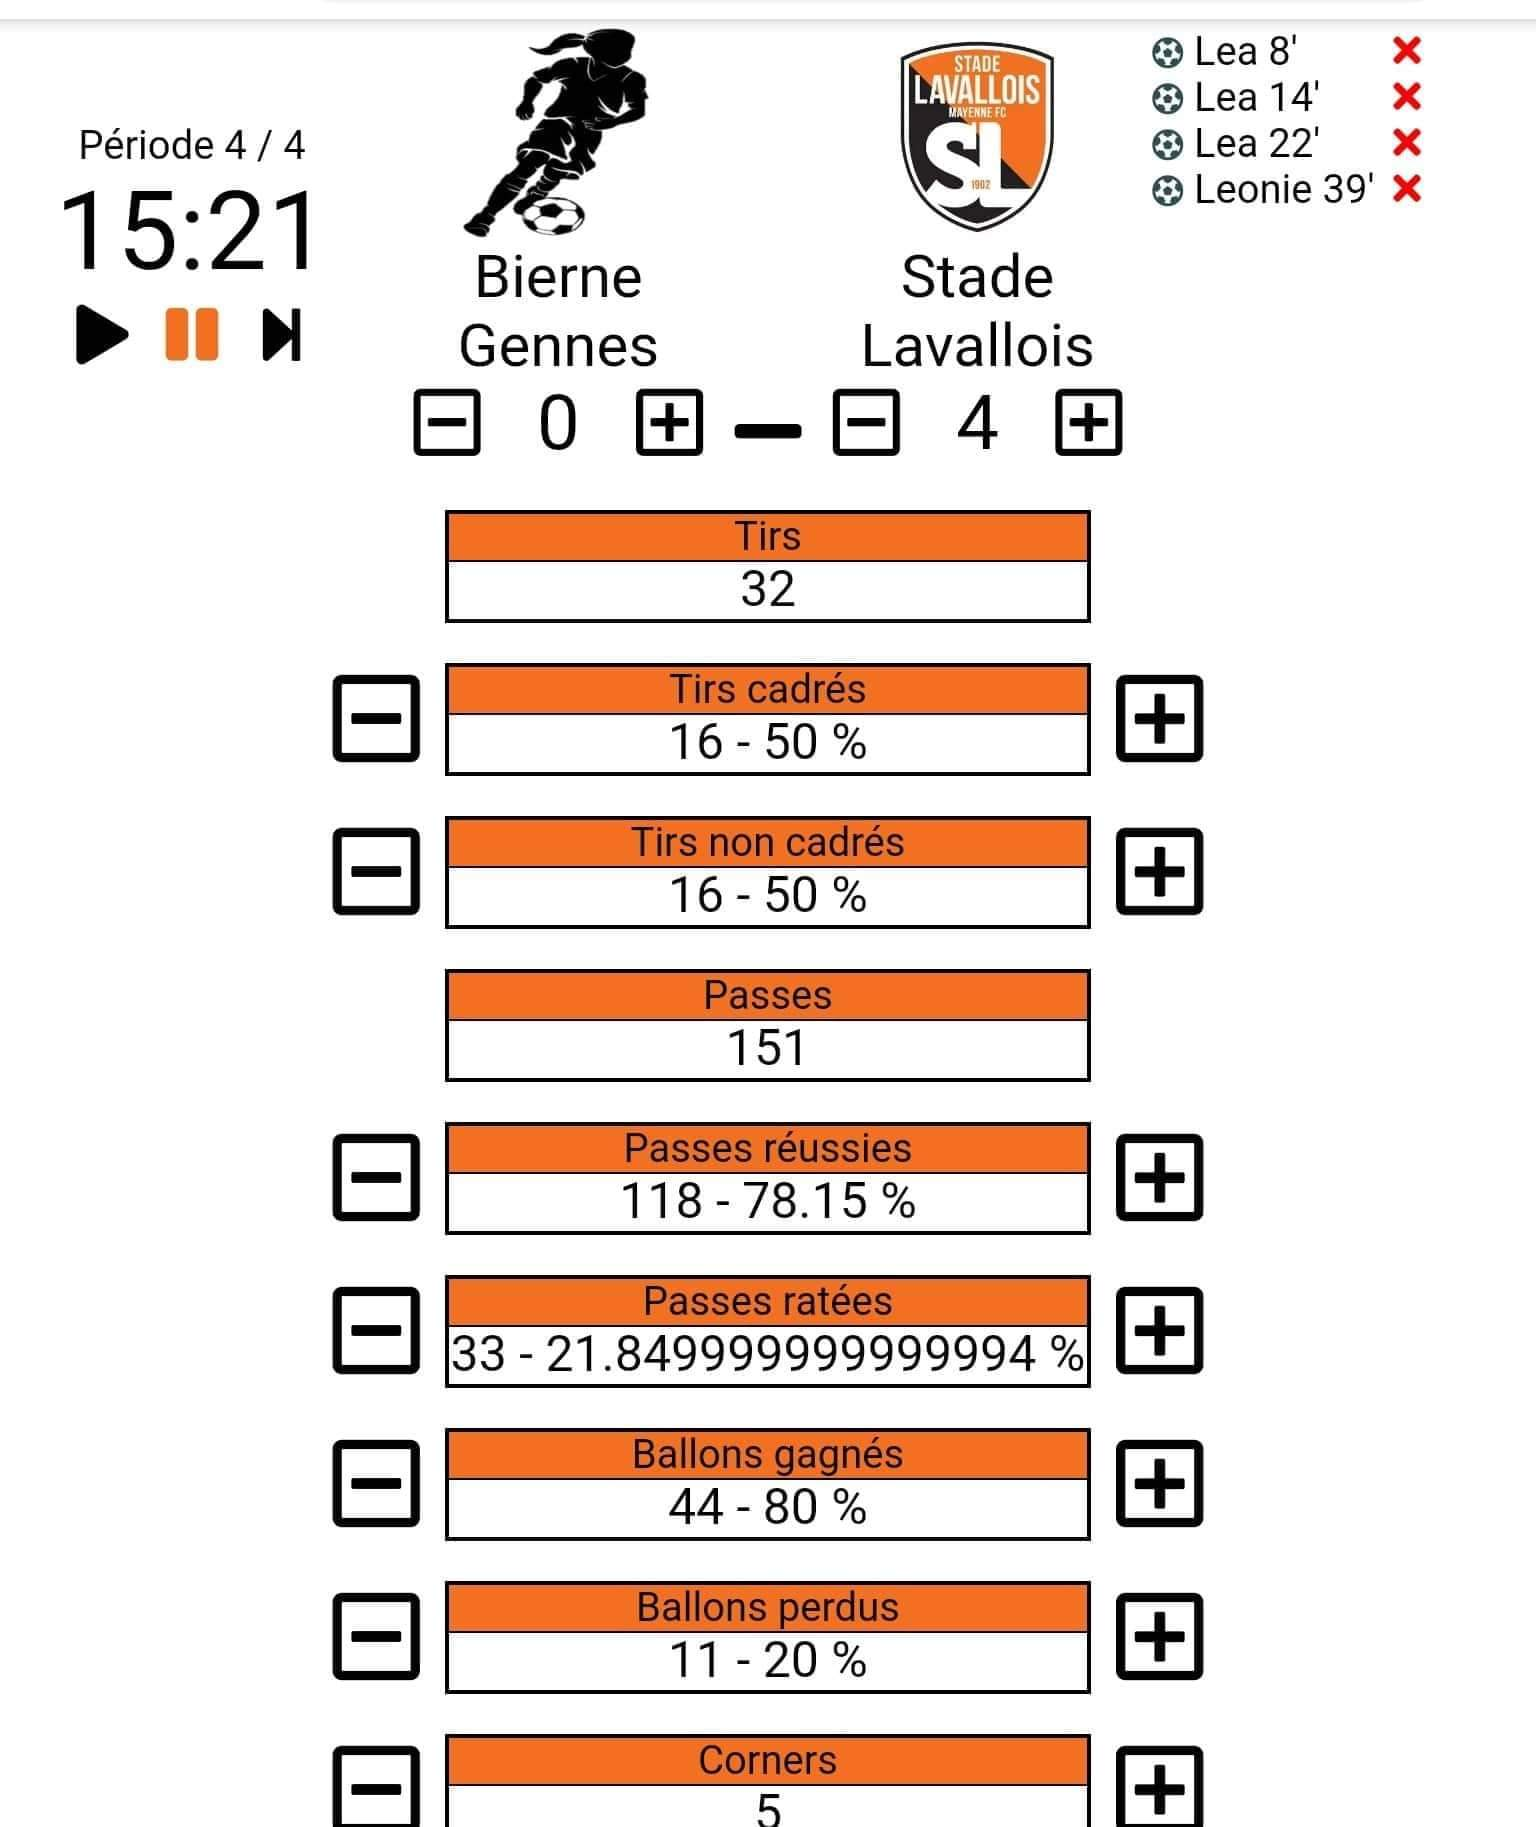 Période 4 / 4
15:21
STADE
LAVALLOIS
MAYENNE FC
SL
1902
Lea 8'
Lea 14'
Lea 22'
Leonie 39'
Bierne
Gennes
Stade
Lavallois
0
4
Tirs
32
Tirs cadrés
16 - 50 %
Tirs non cadrés
16 - 50 %
Passes
151
Passes réussies
118 - 78.15 %
Passes ratées
33 - 21.849999999999994 %
Ballons gagnés
44 - 80 %
Ballons perdus
11 - 20 %
Corners
5